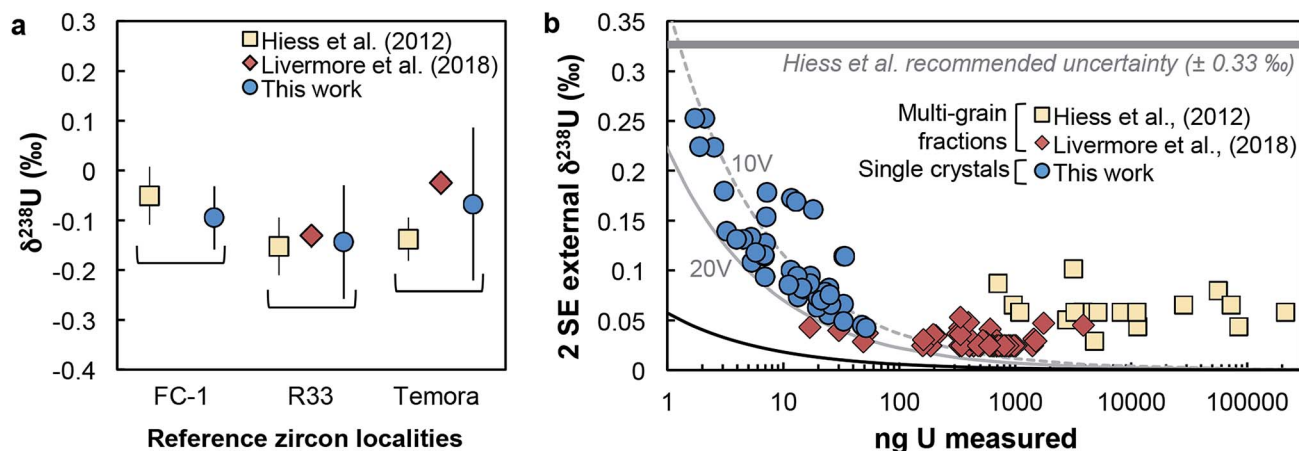 a
0.3
0.2
0.1
0
-0.1
-0.2
-0.3
-0.4
δ²³⁸U (‰)
Hiess et al. (2012)
Livermore et al. (2018)
This work
FC-1
R33
Temora
Reference zircon localities
b
0.35
0.3
0.25
0.2
0.15
0.1
0.05
0
2 SE external δ²³⁸U (‰)
Hiess et al. recommended uncertainty (± 0.33 ‰)
Multi-grain
fractions
Hiess et al., (2012)
Livermore et al., (2018)
Single crystals
This work
10V
20V
1
10
100
1000
10000
100000
ng U measured